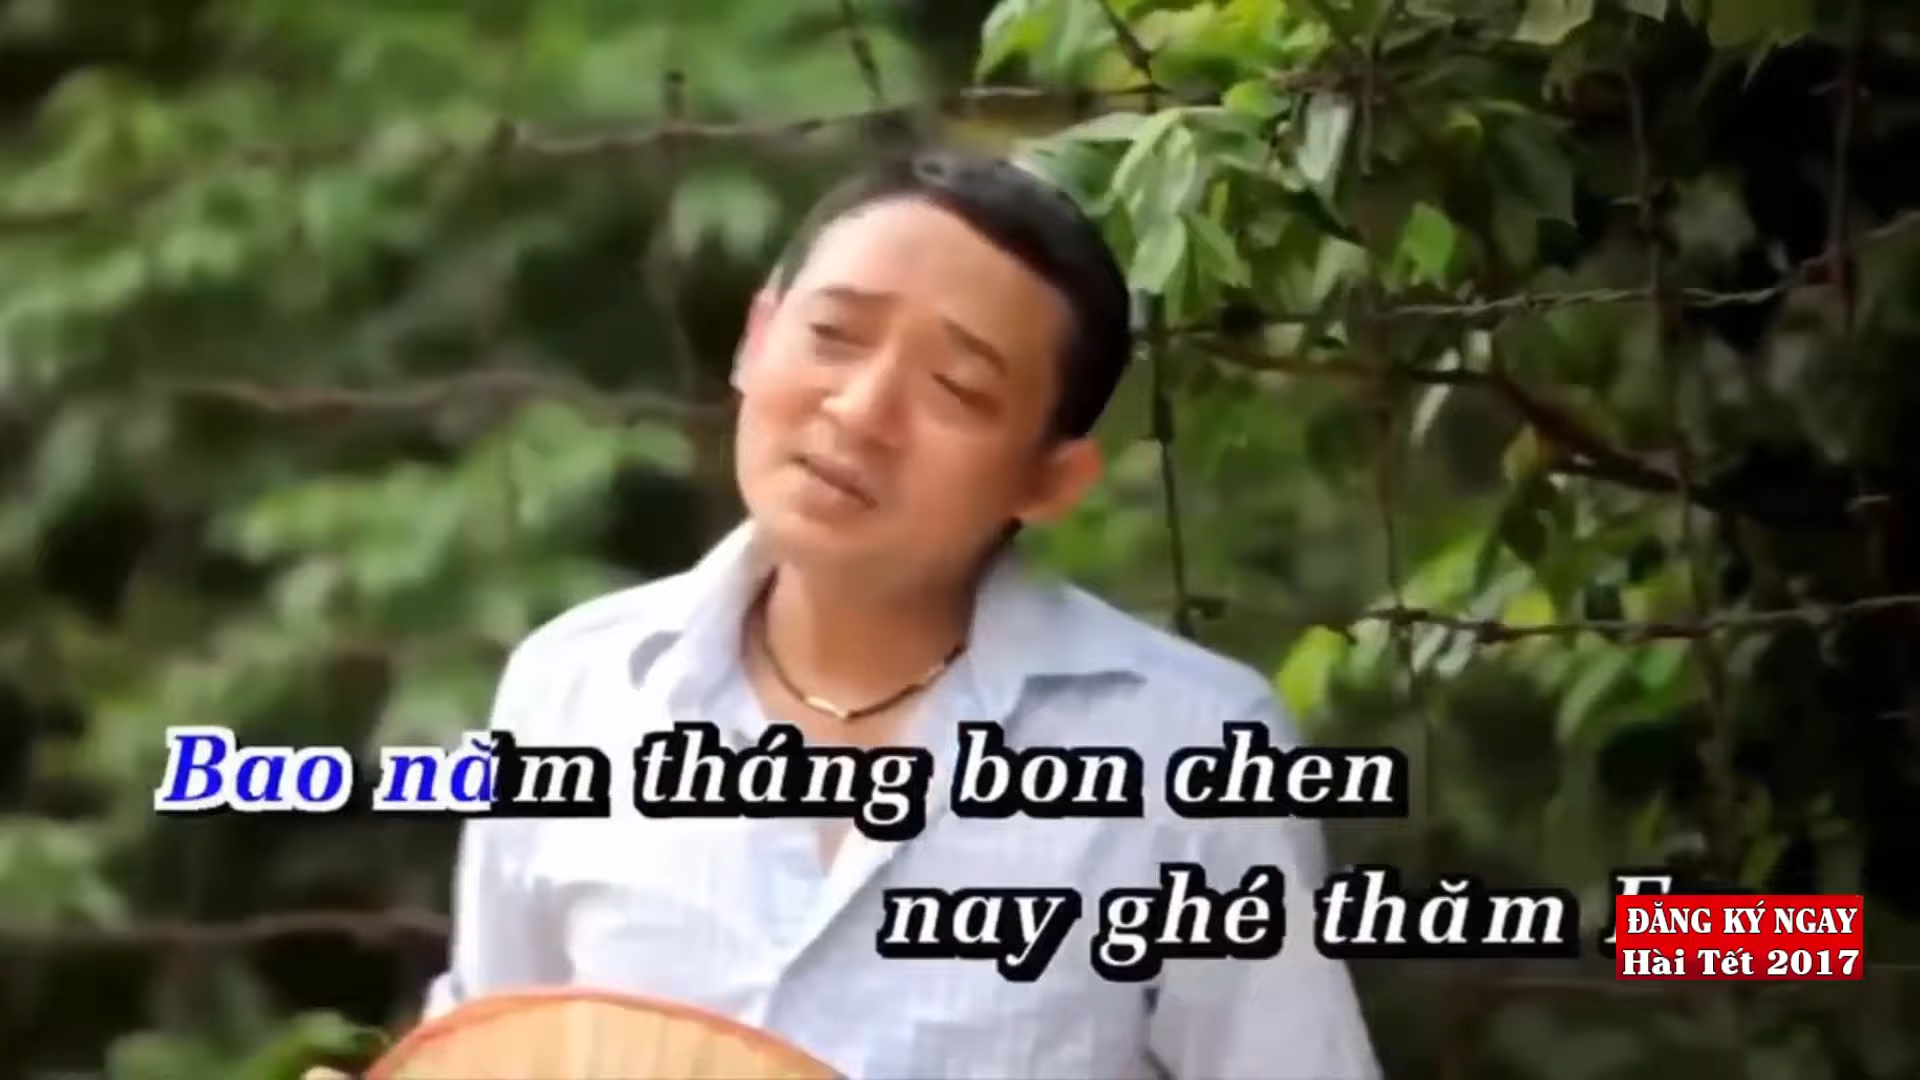 Bao năm tháng bon chen
nay ghé thăm
ĐĂNG KÝ NGAY
Hài Tết 2017